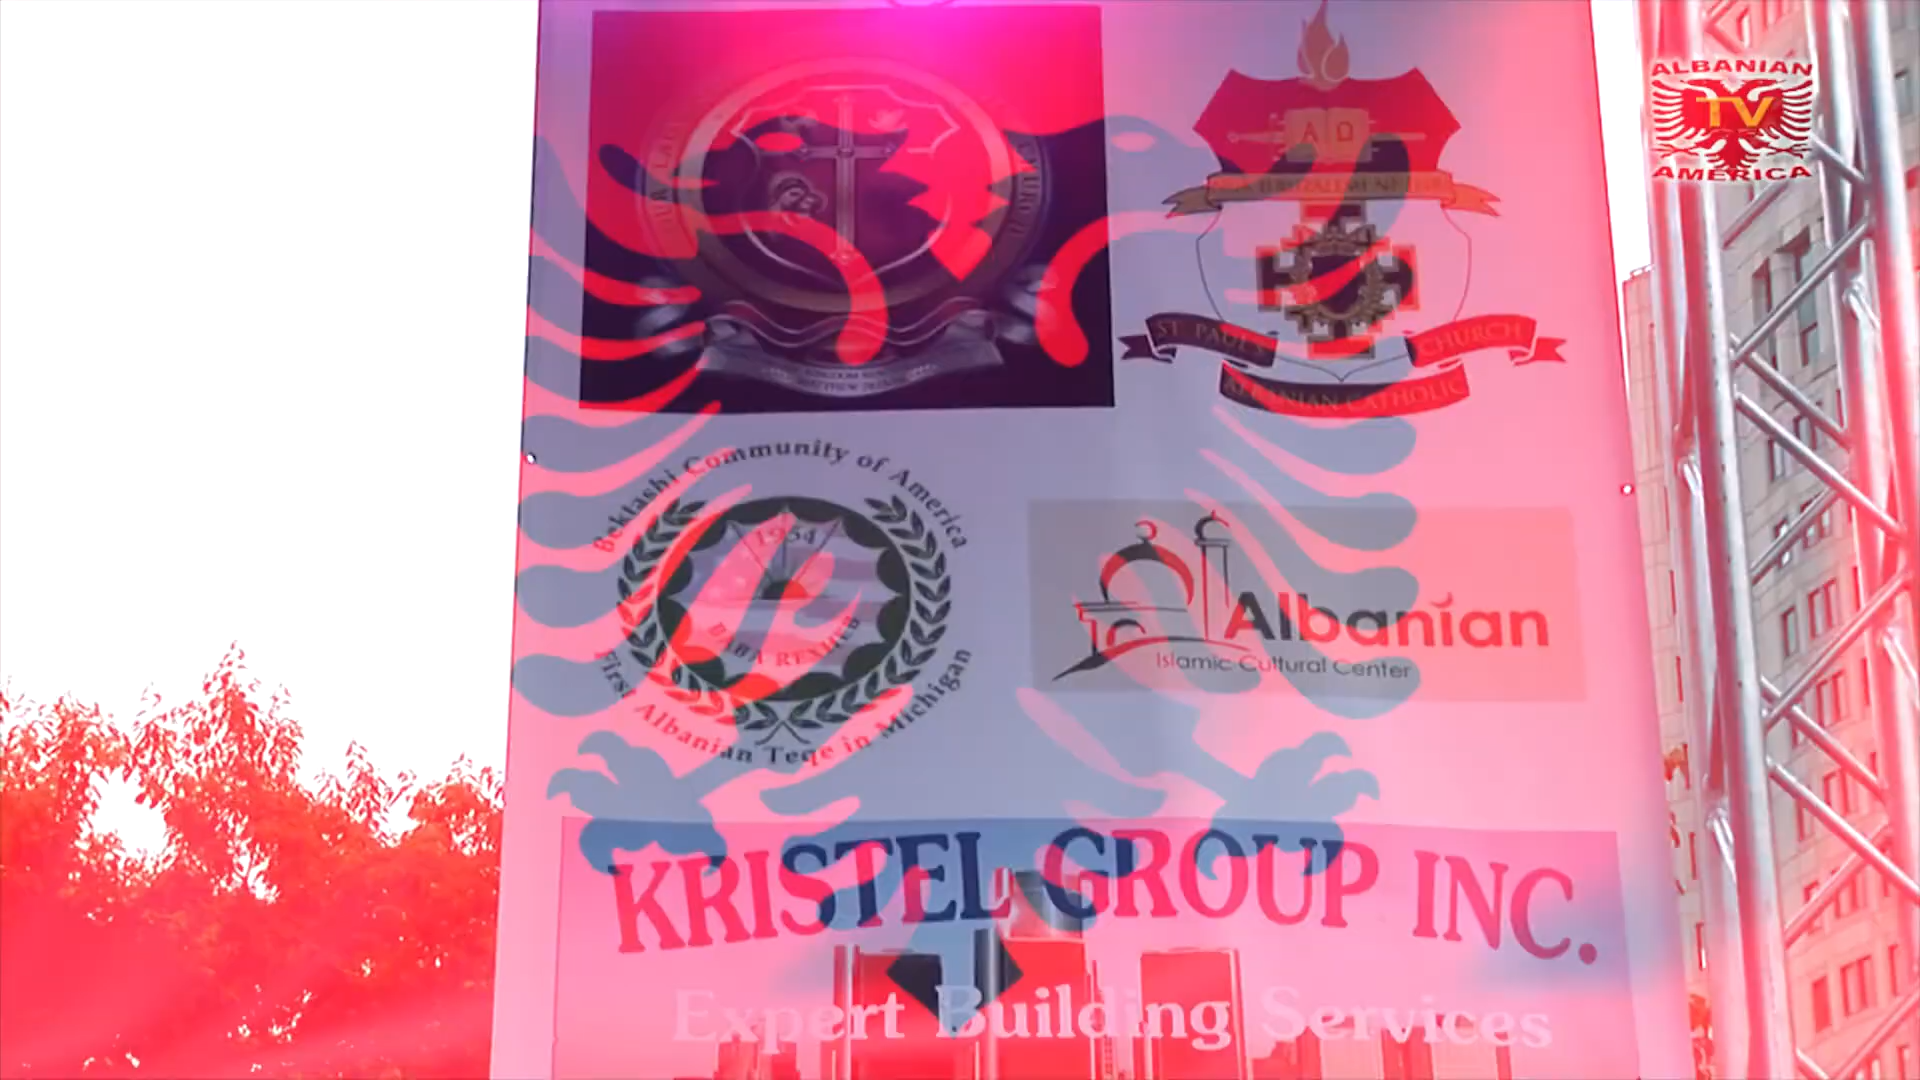 ALBANIAN
TV
AMERICA
Α Ω
ST. PAUL'S
CHURCH
ALBANIAN CATHOLIC
Bektashi Community of America
1954
BABA REXHEB
First Albanian Teqe in Michigan
Albanian
Islamic Cultural Center
KRISTEL GROUP INC.
Expert Building Services